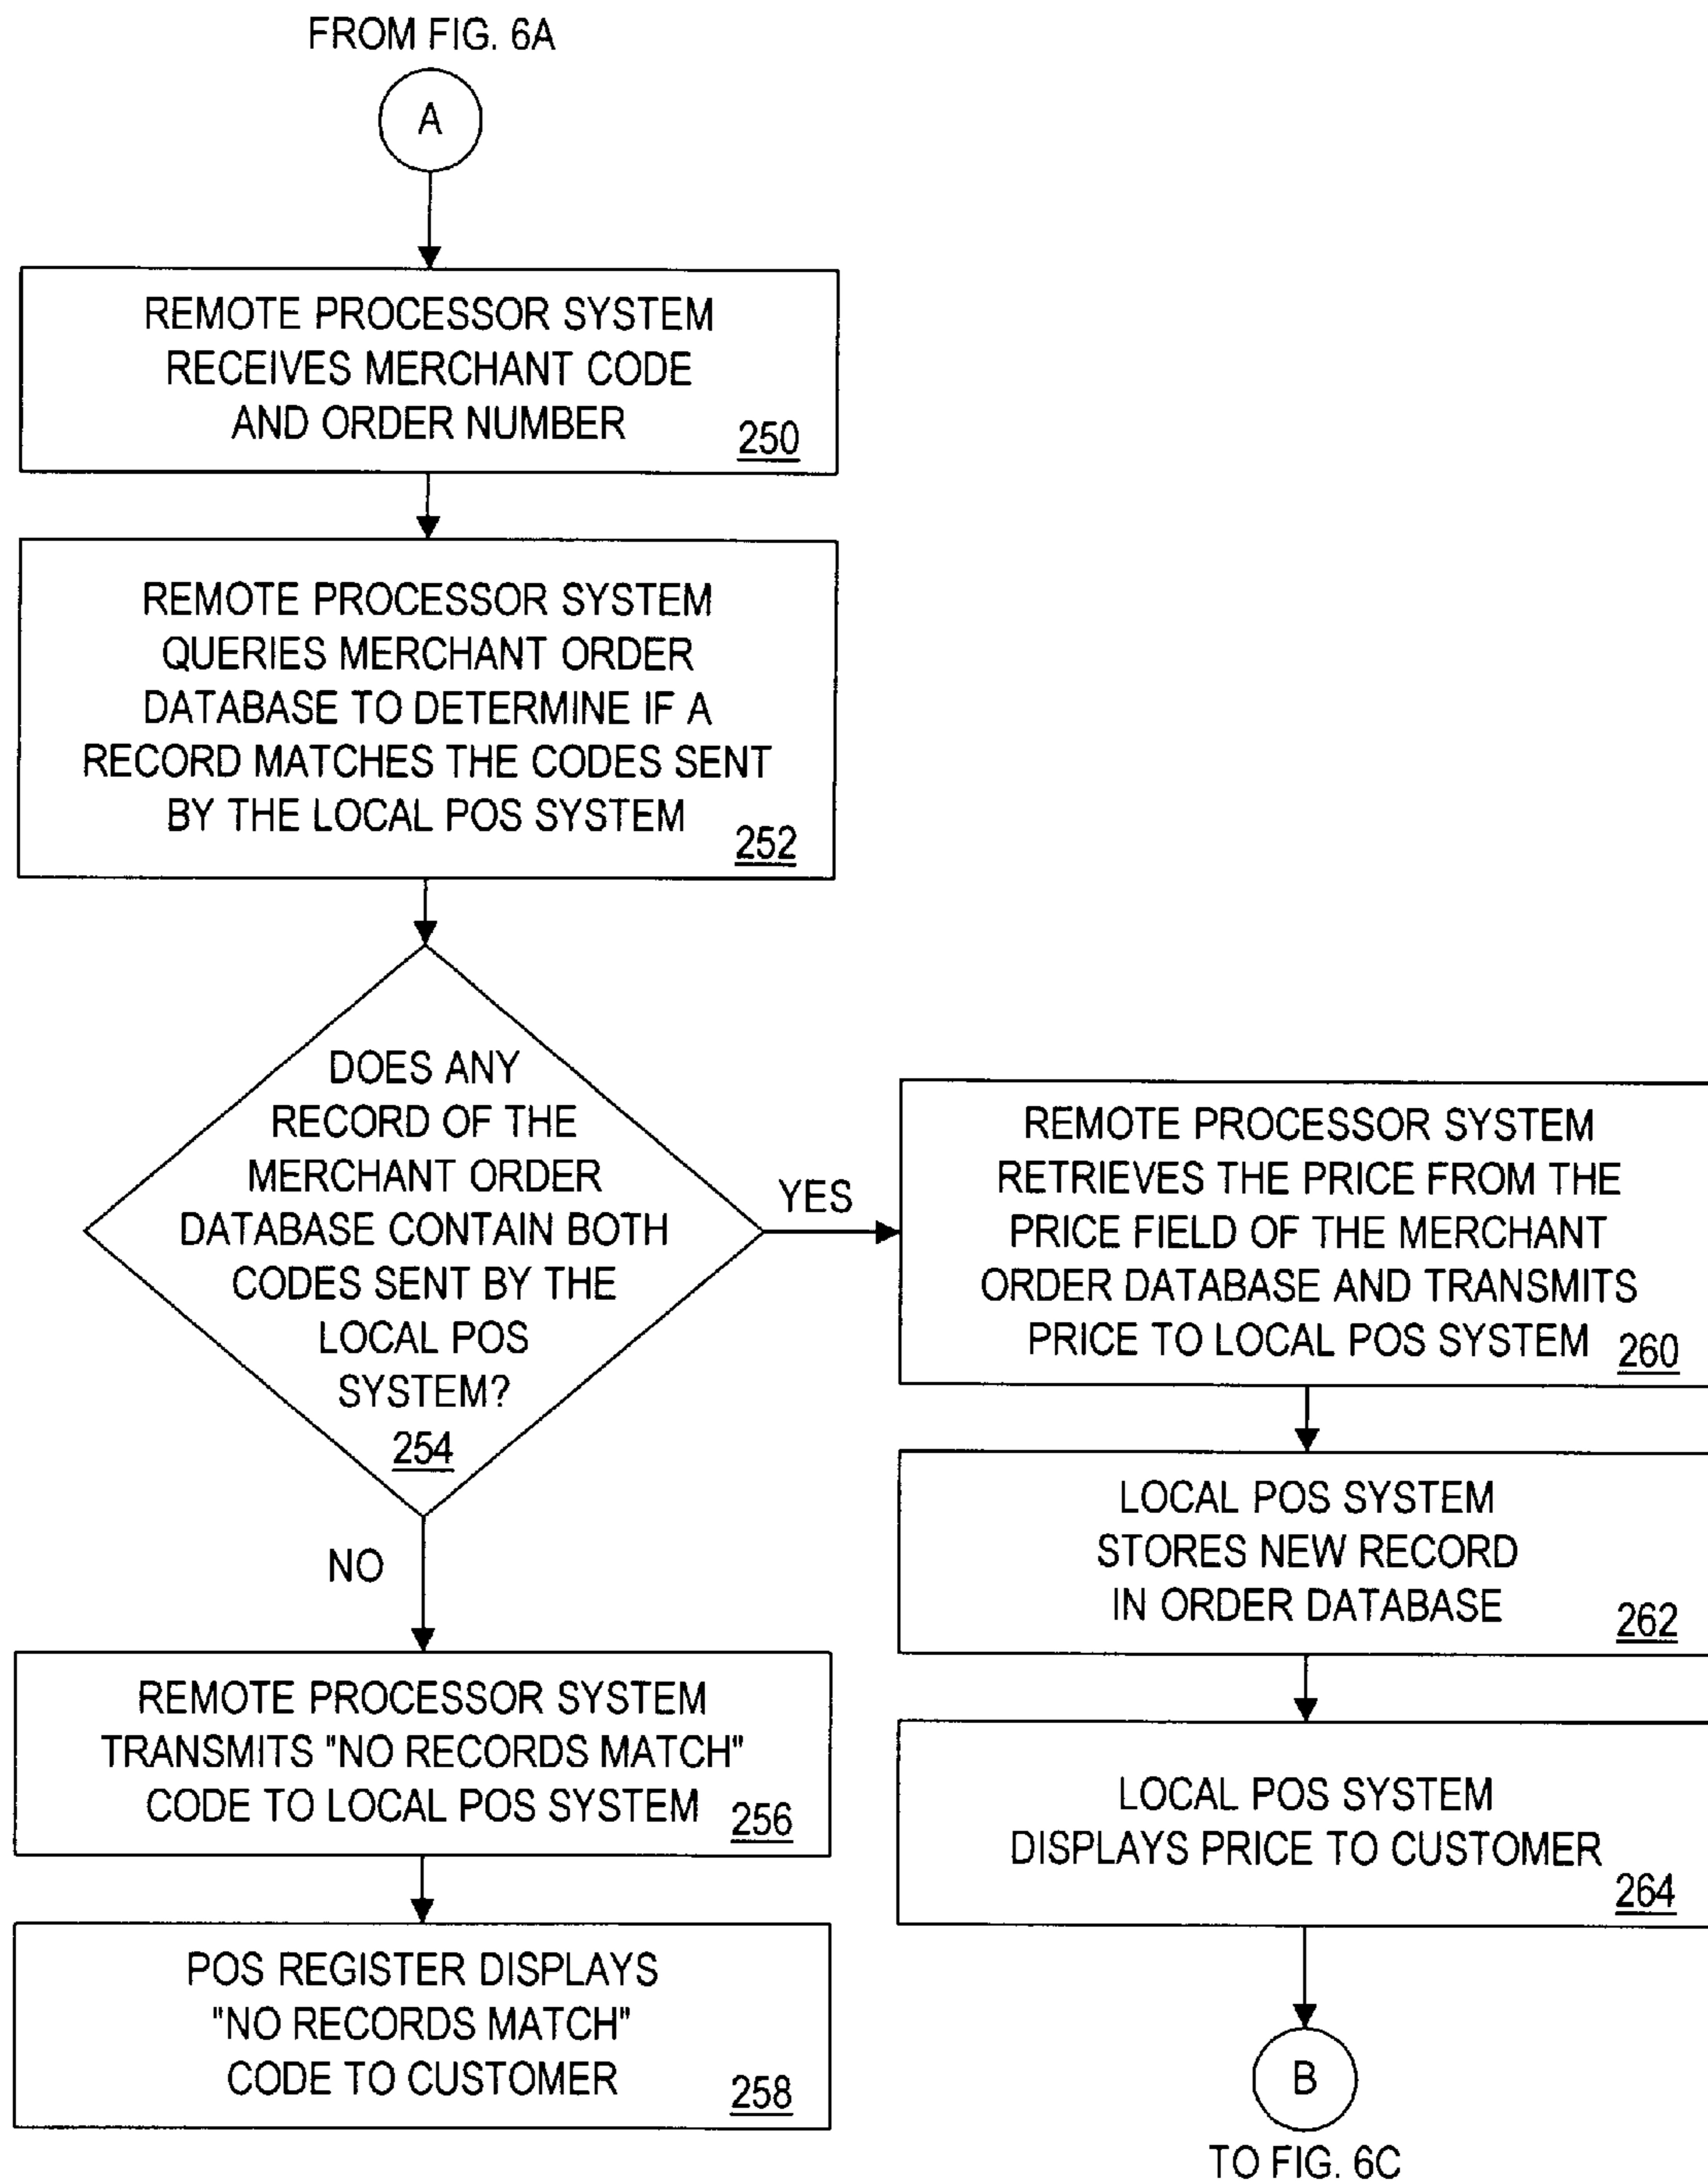 FROM FIG. 6A
A
REMOTE PROCESSOR SYSTEM
RECEIVES MERCHANT CODE
AND ORDER NUMBER
250
REMOTE PROCESSOR SYSTEM
QUERIES MERCHANT ORDER
DATABASE TO DETERMINE IF A
RECORD MATCHES THE CODES SENT
BY THE LOCAL POS SYSTEM
252
DOES ANY
RECORD OF THE
MERCHANT ORDER
DATABASE CONTAIN BOTH
CODES SENT BY THE
LOCAL POS
SYSTEM?
254
NO
REMOTE PROCESSOR SYSTEM
TRANSMITS "NO RECORDS MATCH"
CODE TO LOCAL POS SYSTEM
256
POS REGISTER DISPLAYS
"NO RECORDS MATCH"
CODE TO CUSTOMER
258
YES
REMOTE PROCESSOR SYSTEM
RETRIEVES THE PRICE FROM THE
PRICE FIELD OF THE MERCHANT
ORDER DATABASE AND TRANSMITS
PRICE TO LOCAL POS SYSTEM
260
LOCAL POS SYSTEM
STORES NEW RECORD
IN ORDER DATABASE
262
LOCAL POS SYSTEM
DISPLAYS PRICE TO CUSTOMER
264
B
TO FIG. 6C